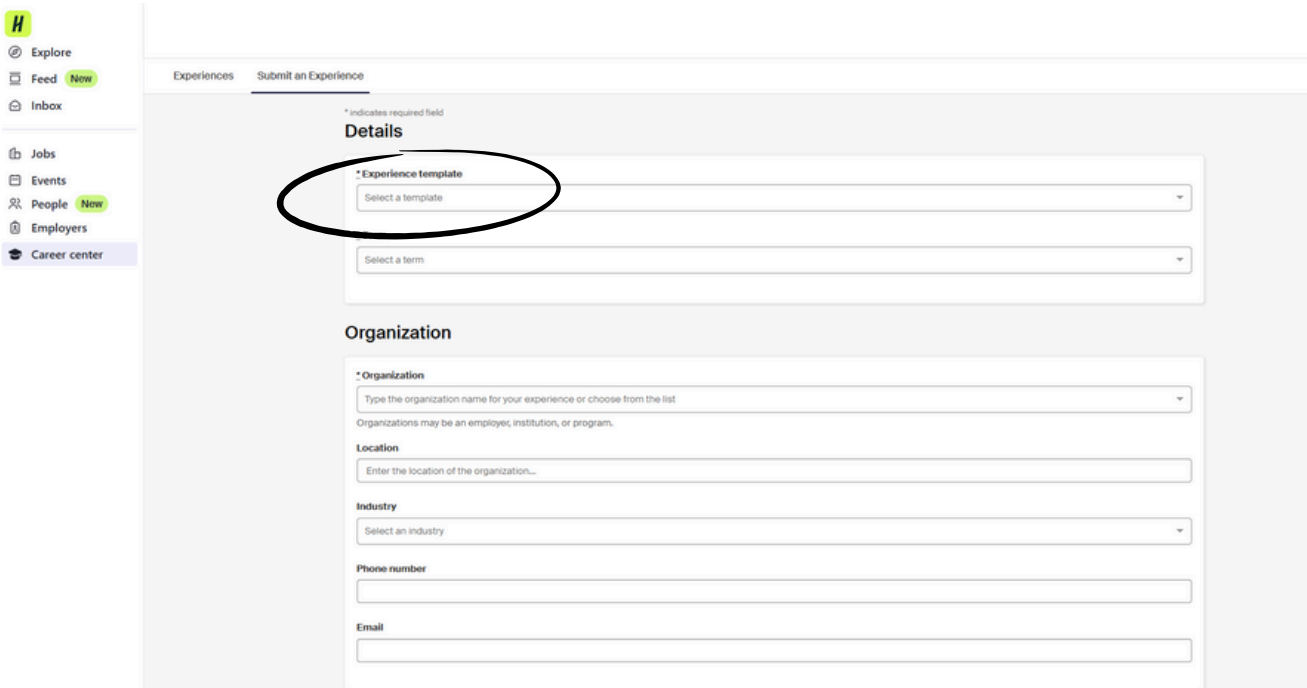 H
Explore
Feed New
Inbox
Jobs
Events
People New
Employers
Career center
Experiences Submit an Experience
* indicates required field
Details
* Experience template
Select a template
Select a term
Organization
* Organization
Type the organization name for your experience or choose from the list
Organizations may be an employer, institution, or program.
Location
Enter the location of the organization...
Industry
Select an industry
Phone number
Email